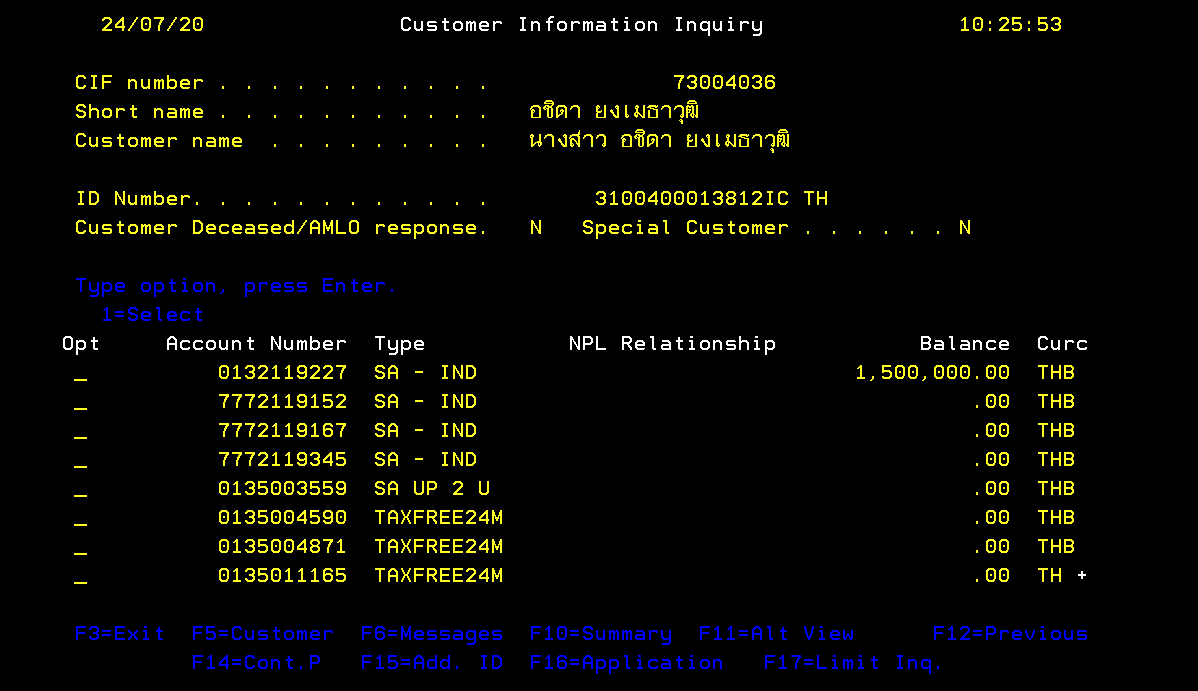 24/07/20 Customer Information Inquiry 10:25:53
CIF number . . . . . . . . . . . 73004036
Short name . . . . . . . . . . . อชิดา ยงเมธาวุฒิ
Customer name . . . . . . . . . นางสาว อชิดา ยงเมธาวุฒิ
ID Number. . . . . . . . . . . . 3100400013812IC TH
Customer Deceased/AMLO response. N Special Customer . . . . . . N
Type option, press Enter.
1=Select
Opt Account Number Type NPL Relationship Balance Curc
_ 0132119227 SA - IND 1,500,000.00 THB
_ 7772119152 SA - IND .00 THB
_ 7772119167 SA - IND .00 THB
_ 7772119345 SA - IND .00 THB
_ 0135003559 SA UP 2 U .00 THB
_ 0135004590 TAXFREE24M .00 THB
_ 0135004871 TAXFREE24M .00 THB
_ 0135011165 TAXFREE24M .00 TH +
F3=Exit F5=Customer F6=Messages F10=Summary F11=Alt View F12=Previous
F14=Cont.P F15=Add. ID F16=Application F17=Limit Inq.